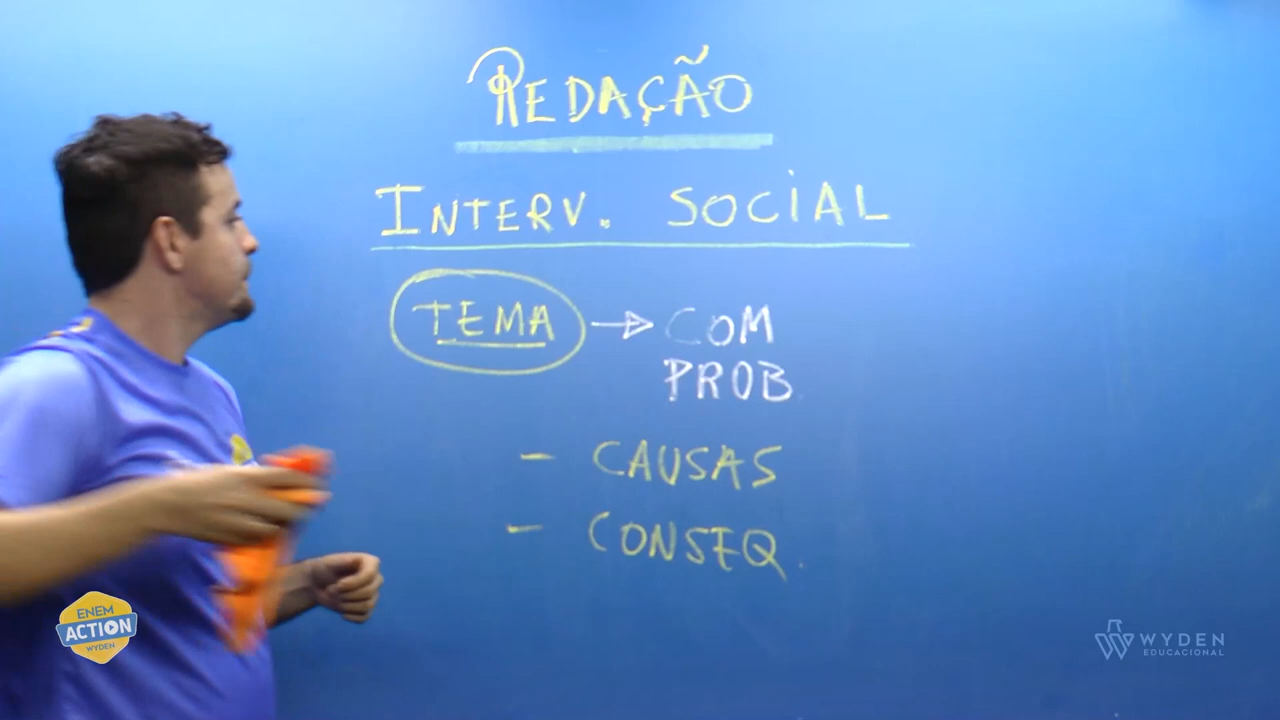 REDAÇÃO
INTERV. SOCIAL
TEMA → COM
PROB.
- CAUSAS
- CONSEQ.
ENEM
ACTION
WYDEN
WYDEN
EDUCACIONAL